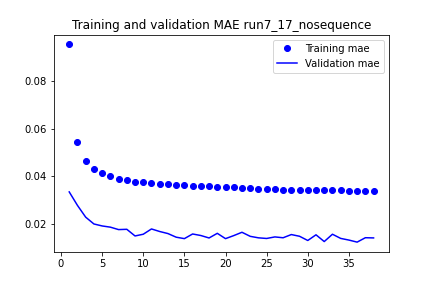 Training and validation MAE run7_17_nosequence
Training mae
Validation mae
0.08
0.06
0.04
0.02
0 5 10 15 20 25 30 35